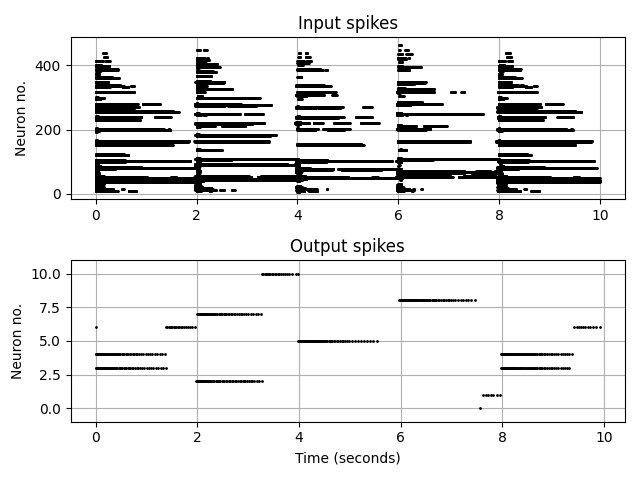 Input spikes
400
200
0
Neuron no.
0 2 4 6 8 10
Output spikes
10.0
7.5
5.0
2.5
0.0
Neuron no.
0 2 4 6 8 10
Time (seconds)